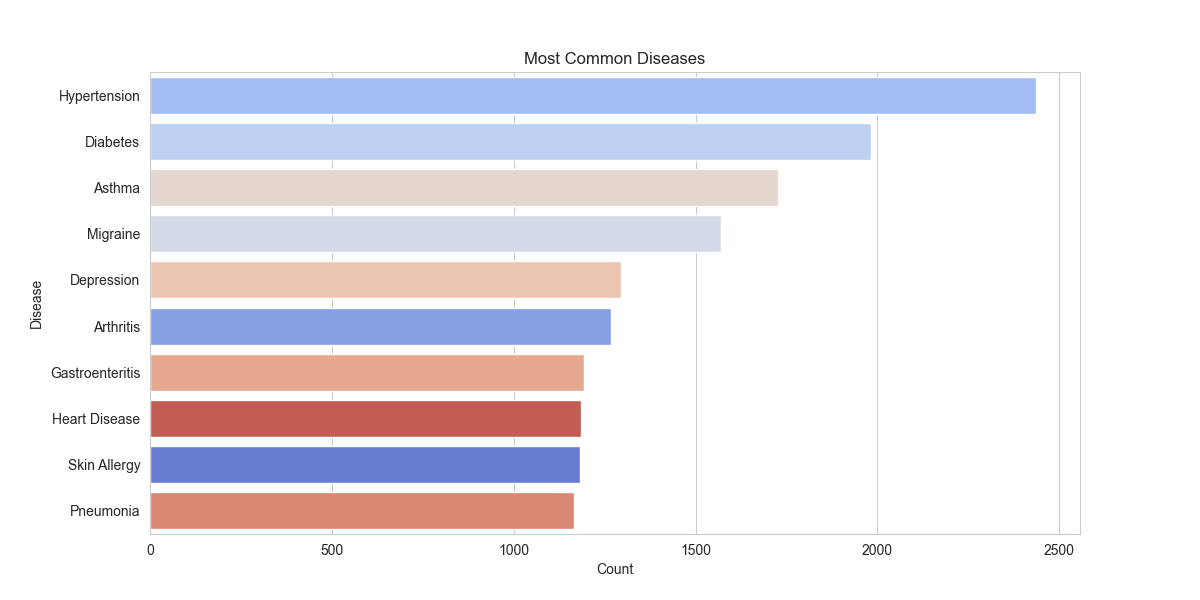 Most Common Diseases
Disease
Hypertension
Diabetes
Asthma
Migraine
Depression
Arthritis
Gastroenteritis
Heart Disease
Skin Allergy
Pneumonia
0 500 1000 1500 2000 2500
Count